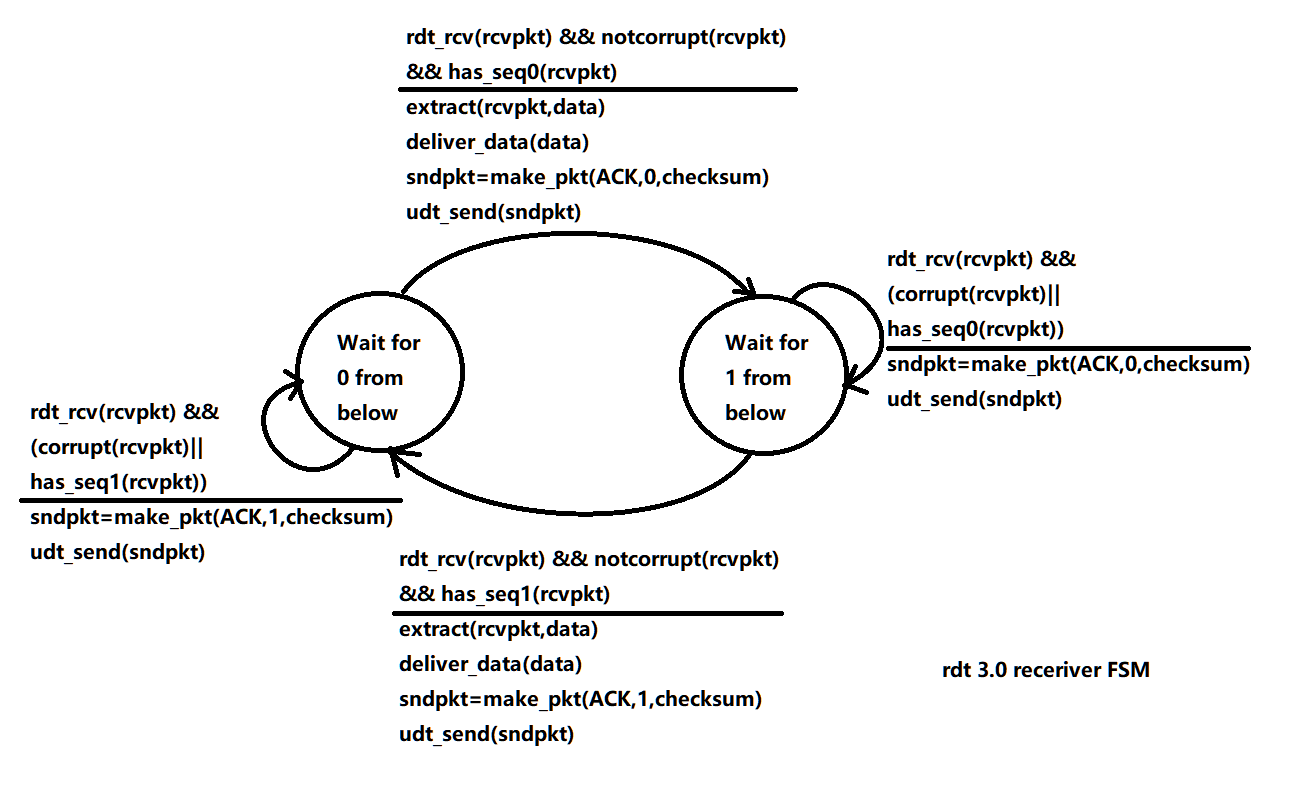 rdt_rcv(rcvpkt) && notcorrupt(rcvpkt)
&& has_seq0(rcvpkt)
extract(rcvpkt,data)
deliver_data(data)
sndpkt=make_pkt(ACK,0,checksum)
udt_send(sndpkt)
rdt_rcv(rcvpkt) &&
(corrupt(rcvpkt)||
has_seq0(rcvpkt))
sndpkt=make_pkt(ACK,0,checksum)
udt_send(sndpkt)
Wait for
0 from
below
Wait for
1 from
below
rdt_rcv(rcvpkt) &&
(corrupt(rcvpkt)||
has_seq1(rcvpkt))
sndpkt=make_pkt(ACK,1,checksum)
udt_send(sndpkt)
rdt_rcv(rcvpkt) && notcorrupt(rcvpkt)
&& has_seq1(rcvpkt)
extract(rcvpkt,data)
deliver_data(data)
sndpkt=make_pkt(ACK,1,checksum)
udt_send(sndpkt)
rdt 3.0 receriver FSM